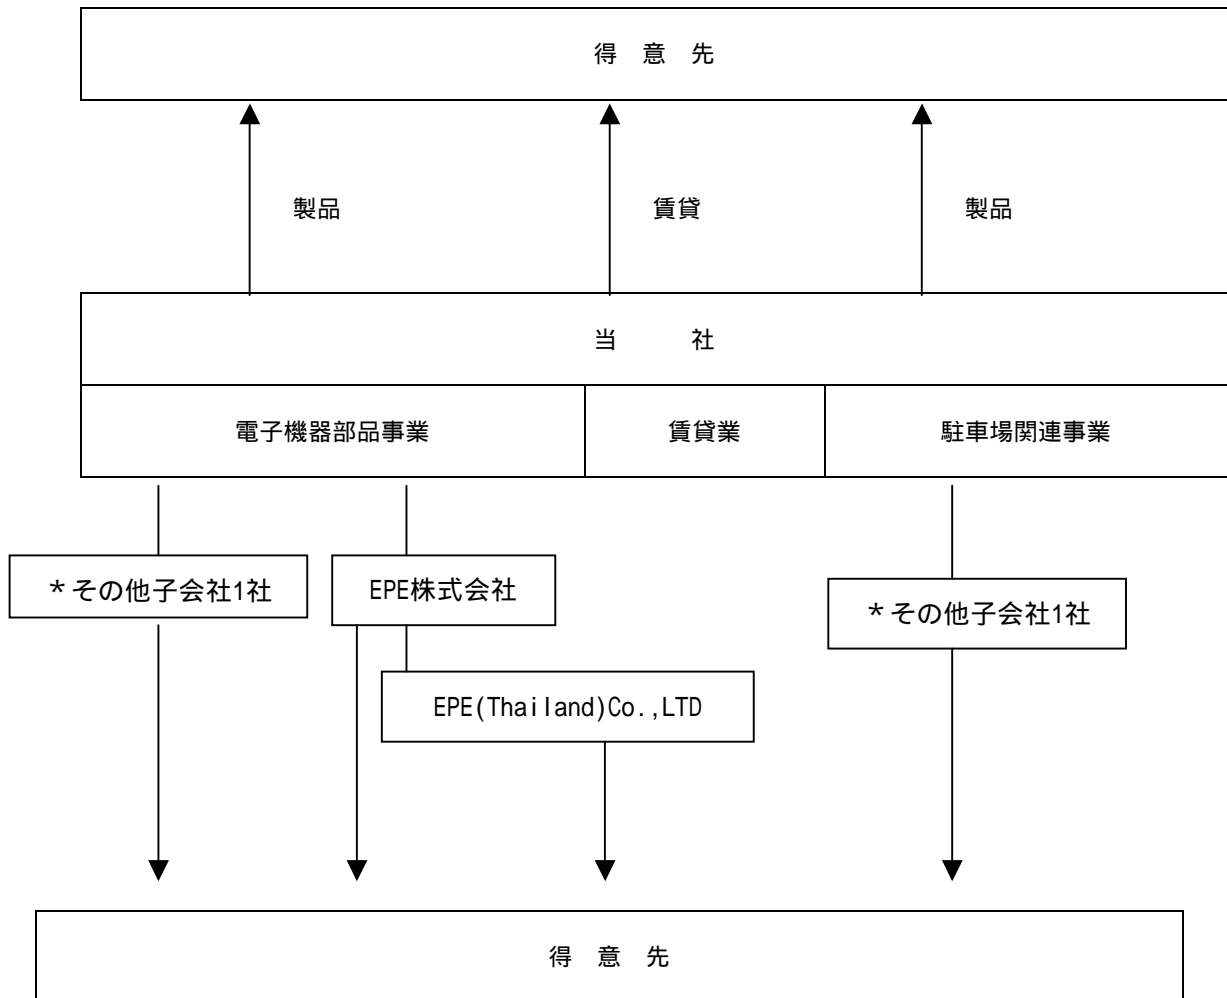 得 意 先
製品 賃貸 製品
当 社
電子機器部品事業 賃貸業 駐車場関連事業
*その他子会社1社 EPE株式会社 *その他子会社1社
EPE(Thailand)Co.,LTD
得 意 先